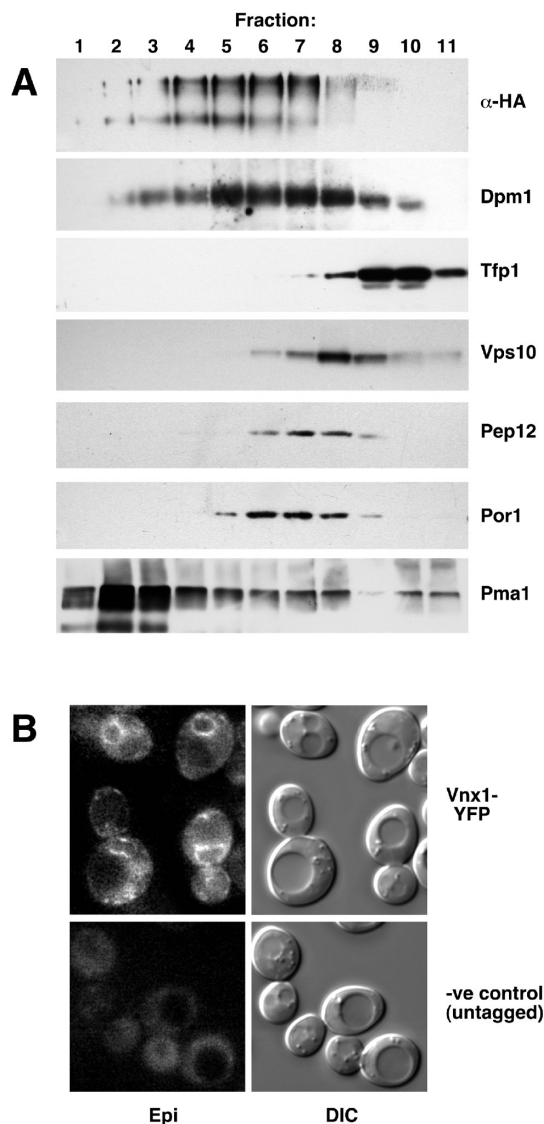 Fraction:
1 2 3 4 5 6 7 8 9 10 11
A
α-HA
Dpm1
Tfp1
Vps10
Pep12
Por1
Pma1
B
Vnx1-
YFP
-ve control
(untagged)
Epi DIC